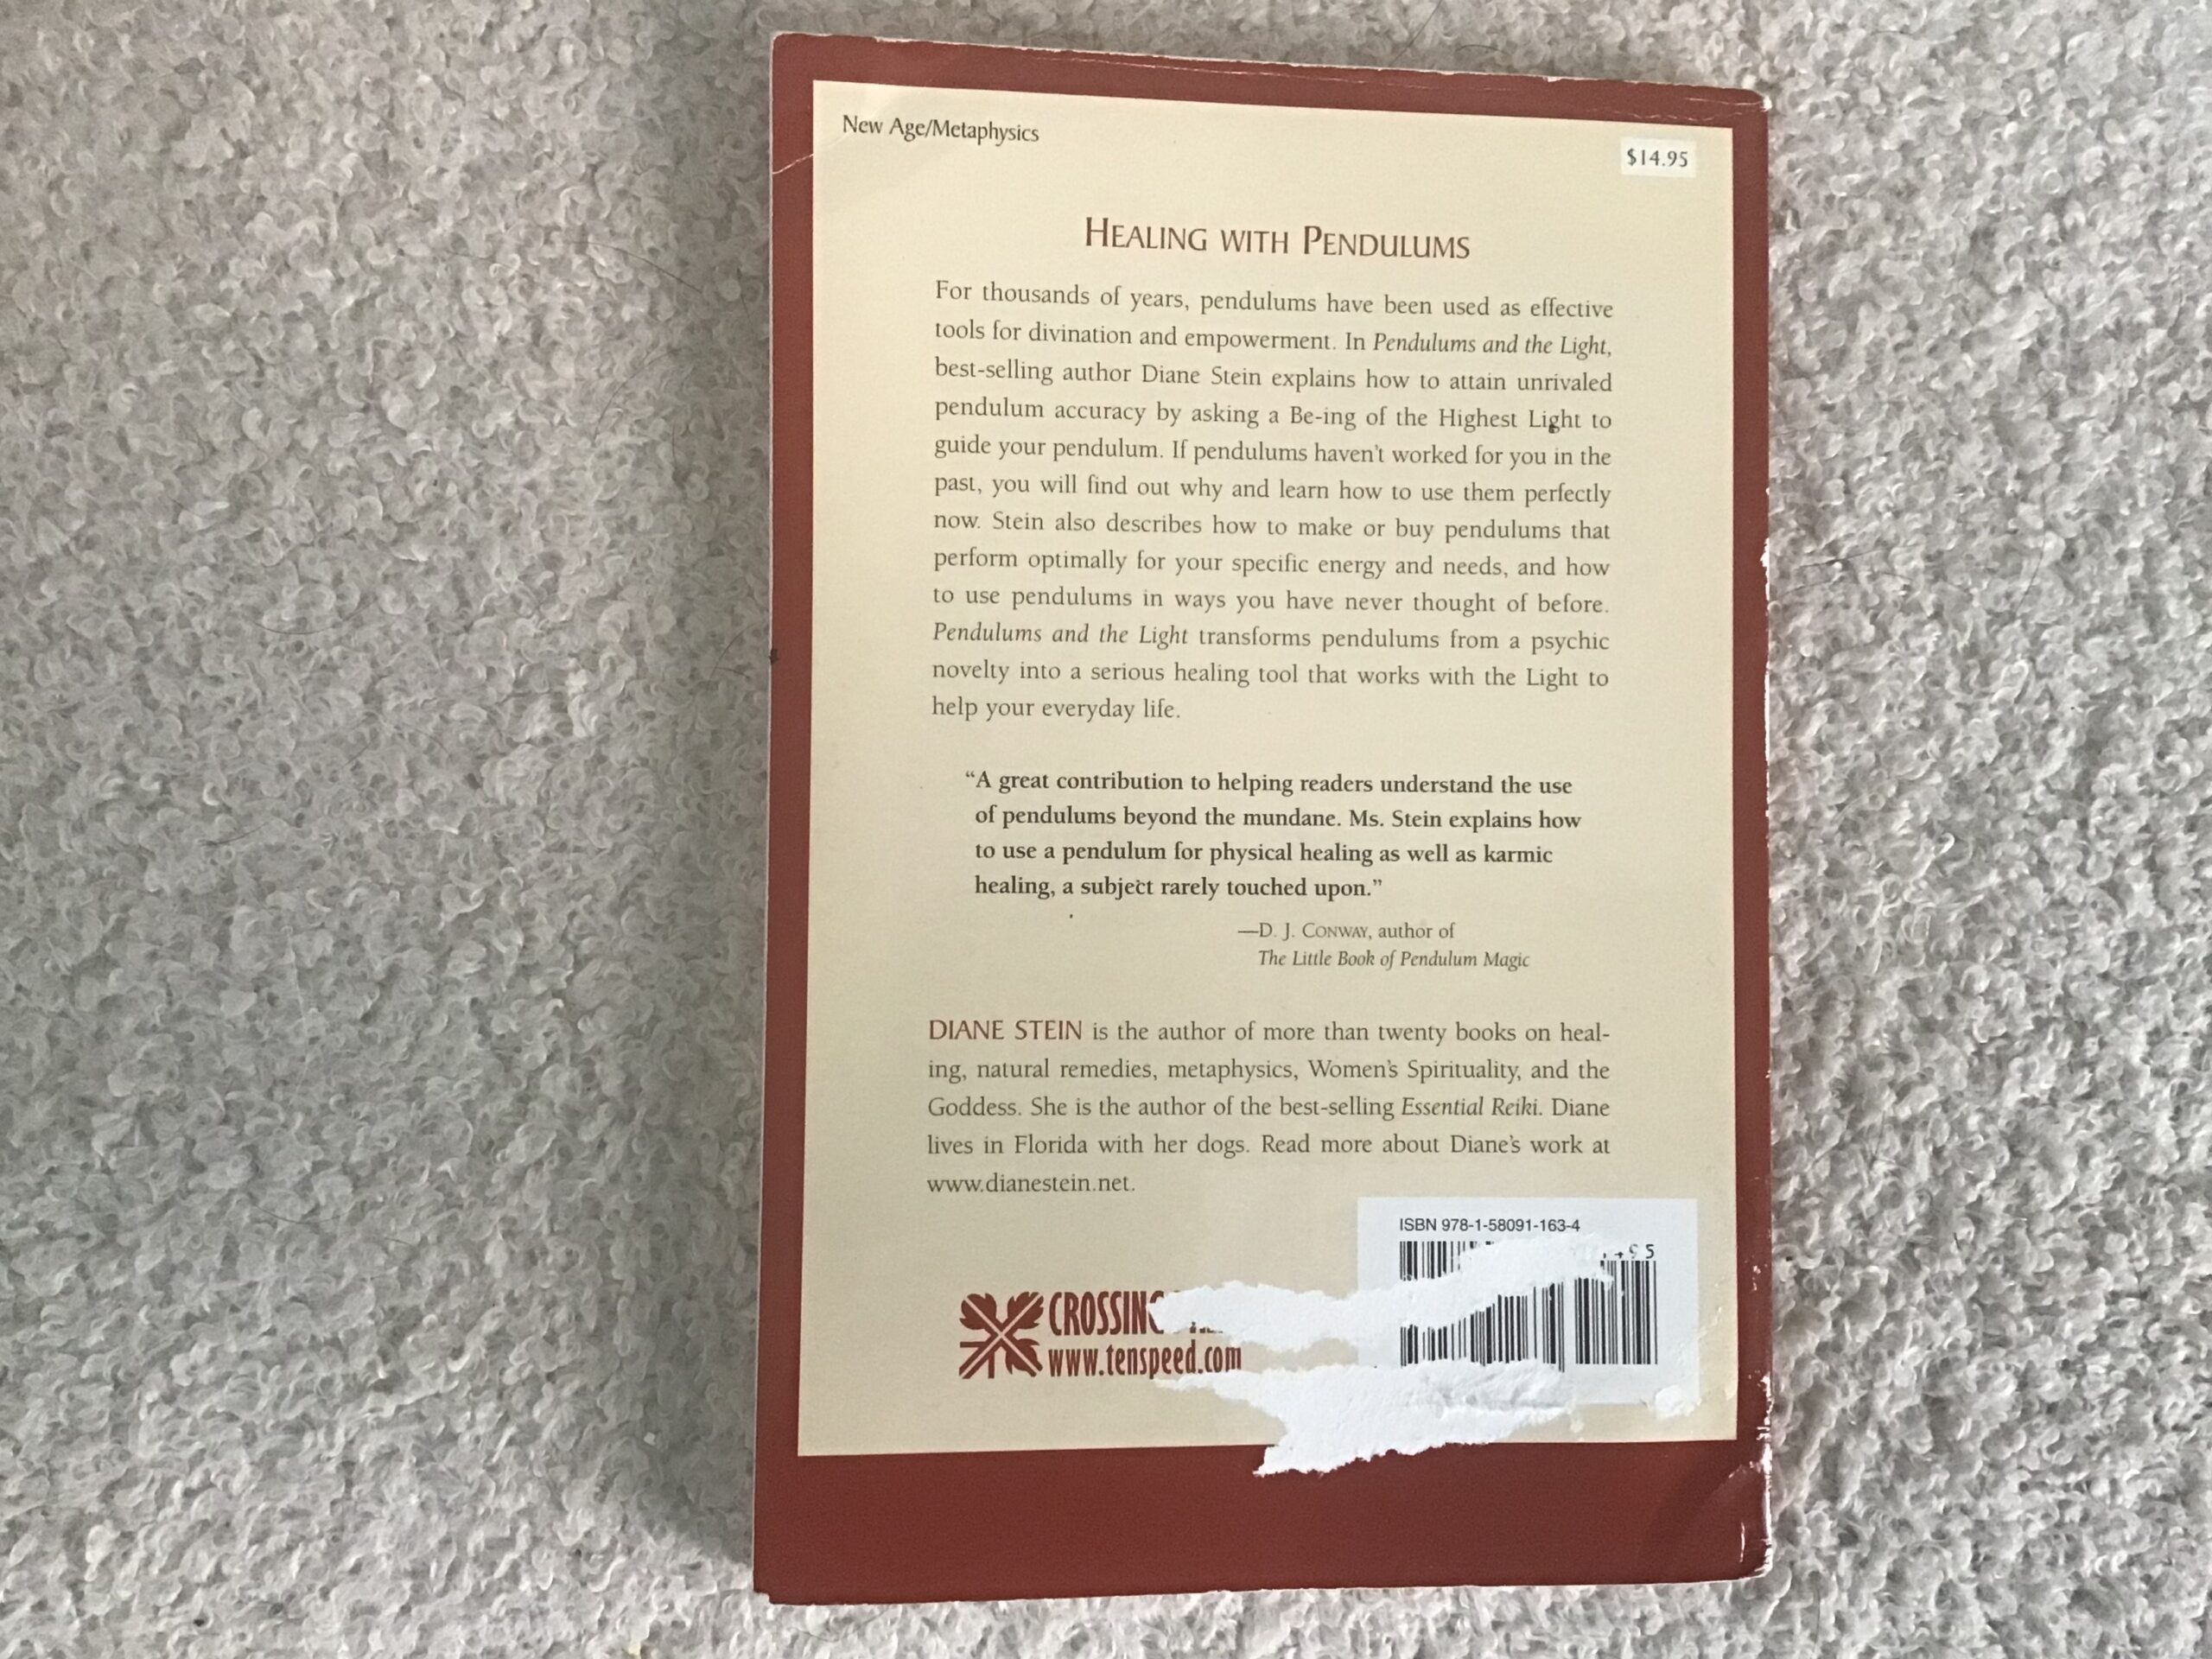 New Age/Metaphysics
$14.95
HEALING WITH PENDULUMS
For thousands of years, pendulums have been used as effective
tools for divination and empowerment. In Pendulums and the Light,
best-selling author Diane Stein explains how to attain unrivaled
pendulum accuracy by asking a Be-ing of the Highest Light to
guide your pendulum. If pendulums haven't worked for you in the
past, you will find out why and learn how to use them perfectly
now. Stein also describes how to make or buy pendulums that
perform optimally for your specific energy and needs, and how
to use pendulums in ways you have never thought of before.
Pendulums and the Light transforms pendulums from a psychic
novelty into a serious healing tool that works with the Light to
help your everyday life.
“A great contribution to helping readers understand the use
of pendulums beyond the mundane. Ms. Stein explains how
to use a pendulum for physical healing as well as karmic
healing, a subject rarely touched upon.”
—D. J. CONWAY, author of
The Little Book of Pendulum Magic
DIANE STEIN is the author of more than twenty books on heal-
ing, natural remedies, metaphysics, Women's Spirituality, and the
Goddess. She is the author of the best-selling Essential Reiki. Diane
lives in Florida with her dogs. Read more about Diane's work at
www.dianestein.net.
ISBN 978-1-58091-163-4
CROSSING
www.tenspeed.com